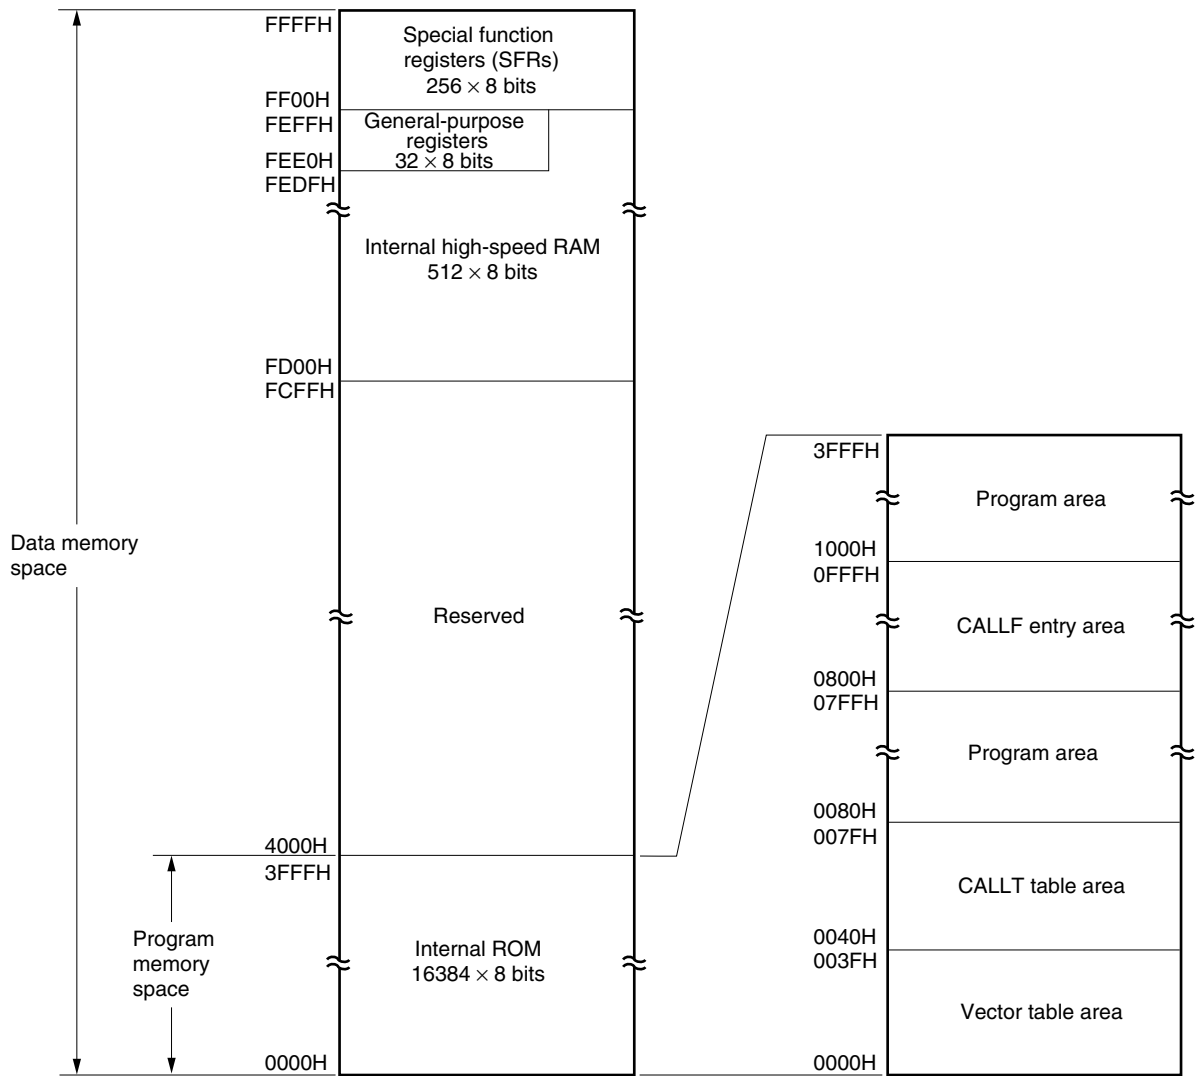 FFFFH
Special function
registers (SFRs)
256 × 8 bits
FF00H
FEFFH
General-purpose
registers
32 × 8 bits
FEE0H
FEDFH
Internal high-speed RAM
512 × 8 bits
FD00H
FCFFH
Data memory
space
Reserved
4000H
3FFFH
Program
memory
space
Internal ROM
16384 × 8 bits
0000H
3FFFH
Program area
1000H
0FFFH
CALLF entry area
0800H
07FFH
Program area
0080H
007FH
CALLT table area
0040H
003FH
Vector table area
0000H